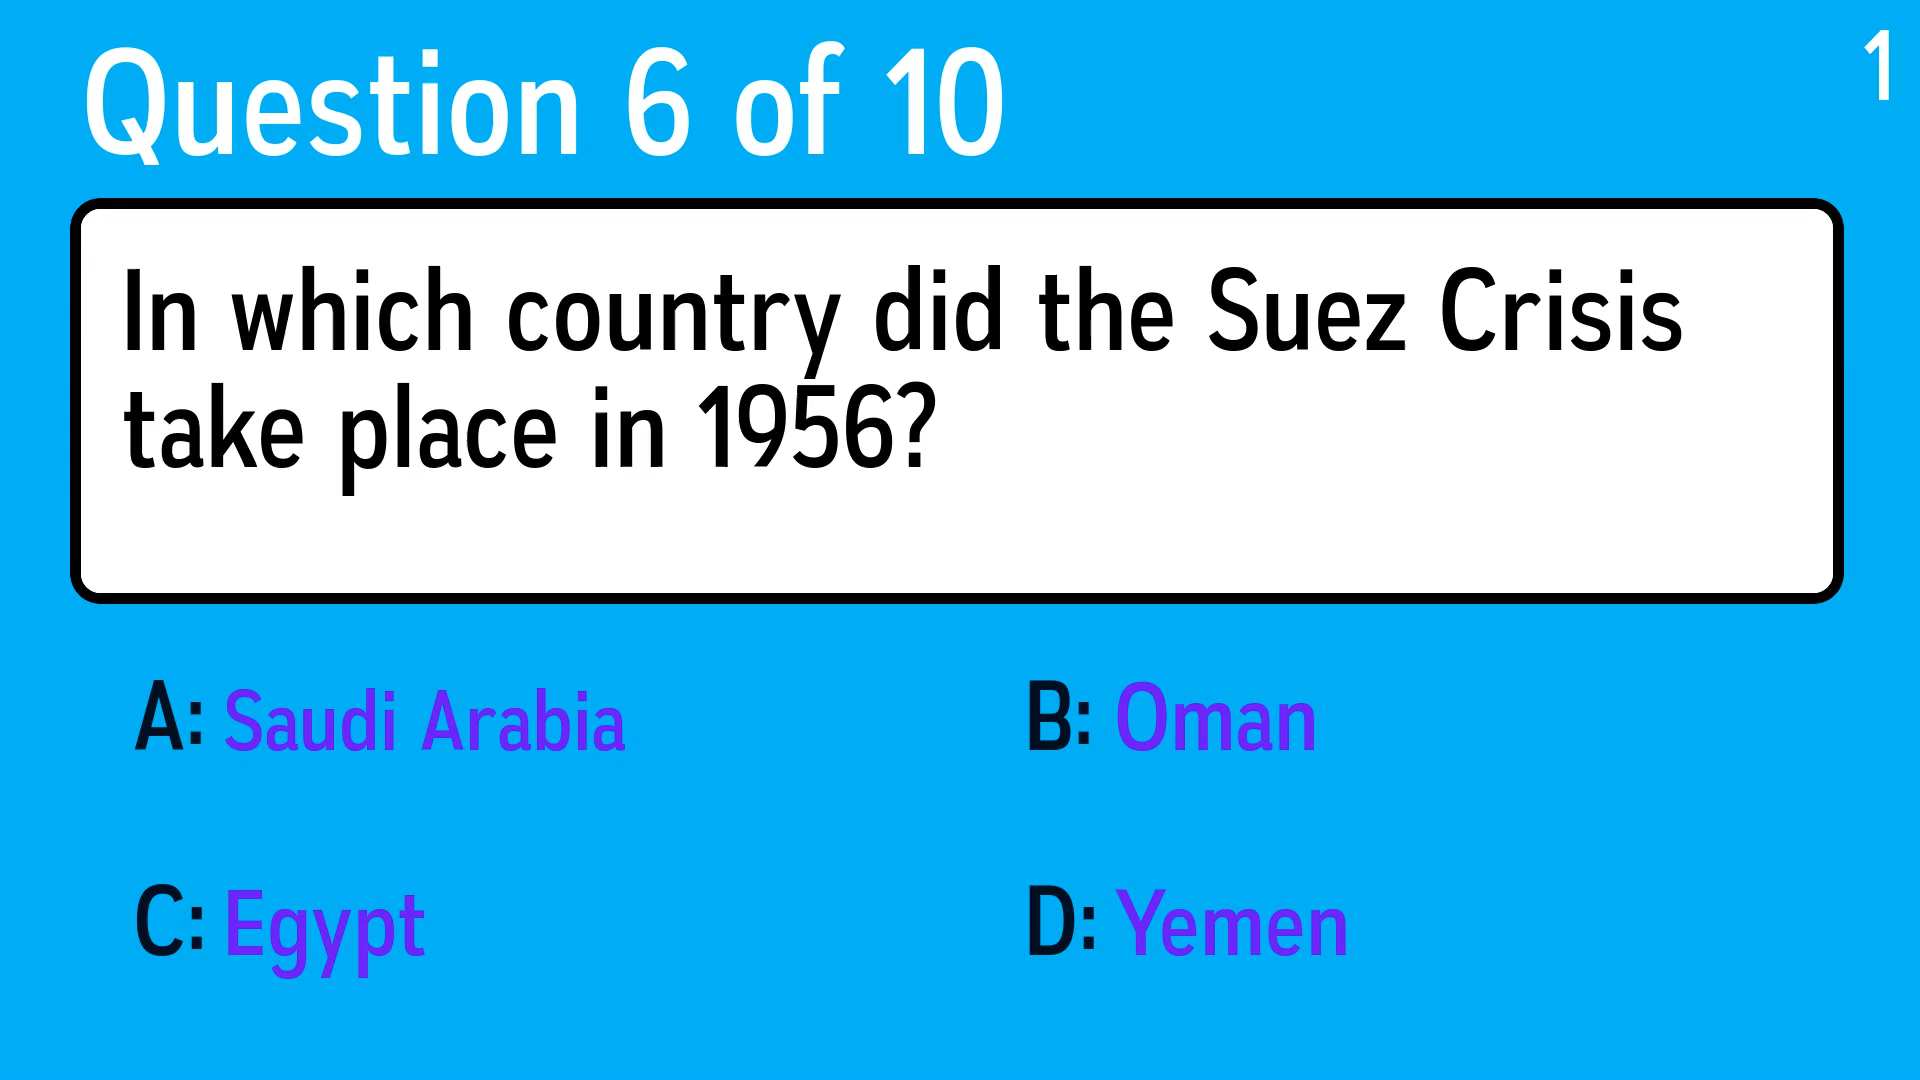 Question 6 of 10
1
In which country did the Suez Crisis
take place in 1956?
A: Saudi Arabia
B: Oman
C: Egypt
D: Yemen